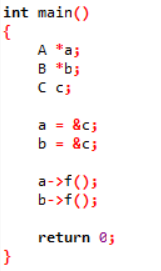 int main()
{
    A *a;
    B *b;
    C c;

    a = &c;
    b = &c;

    a->f();
    b->f();

    return 0;
}